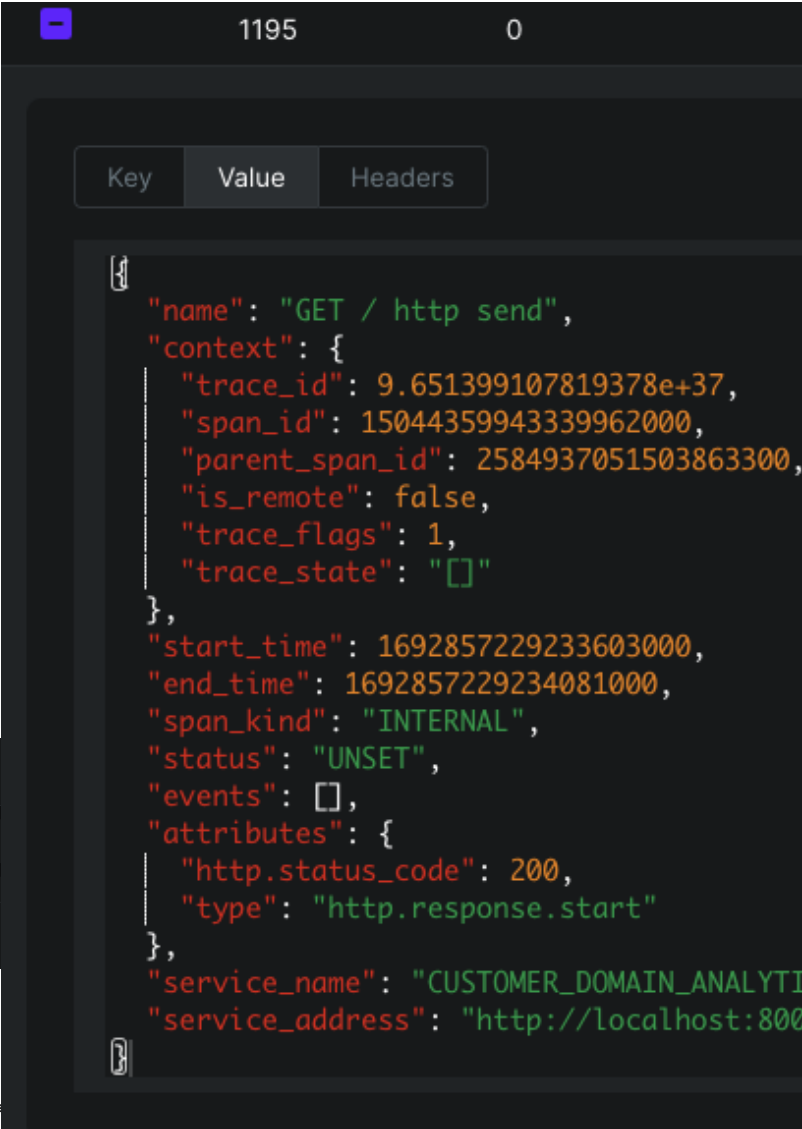 1195 0
Key Value Headers
{
"name": "GET / http send",
"context": {
"trace_id": 9.651399107819378e+37,
"span_id": 15044359943339962000,
"parent_span_id": 2584937051503863300,
"is_remote": false,
"trace_flags": 1,
"trace_state": "[]"
},
"start_time": 1692857229233603000,
"end_time": 1692857229234081000,
"span_kind": "INTERNAL",
"status": "UNSET",
"events": [],
"attributes": {
"http.status_code": 200,
"type": "http.response.start"
},
"service_name": "CUSTOMER_DOMAIN_ANALYTI
"service_address": "http://localhost:800
}